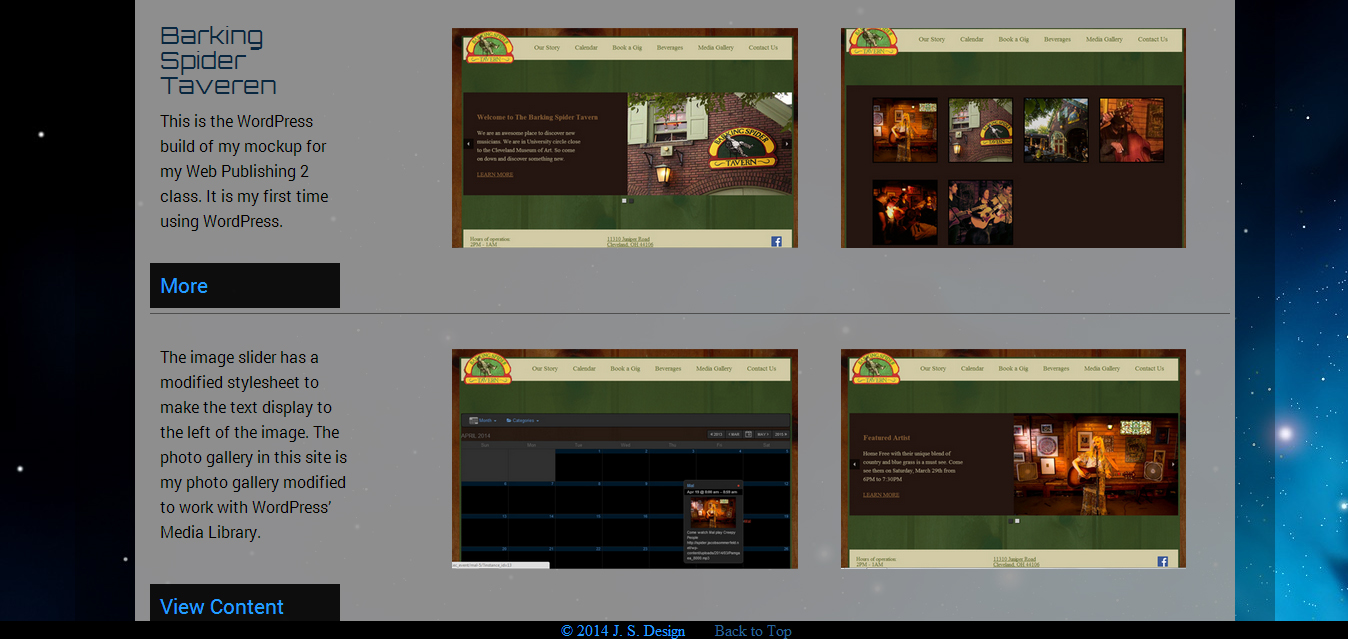 Barking
Spider
Taveren
This is the WordPress
build of my mockup for
my Web Publishing 2
class. It is my first time
using WordPress.
More
Our Story Calendar Book a Gig Beverages Media Gallery Contact Us
Welcome to The Barking Spider Tavern
We are an awesome place to discover new
musicians. We are in University circle close
to the Cleveland Museum of Art. So come
on down and discover something new.
LEARN MORE
BARKING SPIDER
TAVERN
Hours of operation:
2PM - 1AM
11310 Juniper Road
Cleveland, OH 44106
Our Story Calendar Book a Gig Beverages Media Gallery Contact Us
The image slider has a
modified stylesheet to
make the text display to
the left of the image. The
photo gallery in this site is
my photo gallery modified
to work with WordPress’
Media Library.
View Content
Our Story Calendar Book a Gig Beverages Media Gallery Contact Us
Month Categories
APRIL 2014
Sun Mon Tue Wed Thu Fri Sat
Our Story Calendar Book a Gig Beverages Media Gallery Contact Us
Featured Artist
Home Free with their unique blend of
country and blue grass is a must see. Come
see them on Saturday, March 29th from
6PM to 7:30PM
LEARN MORE
Hours of operation:
2PM - 1AM
11310 Juniper Road
Cleveland, OH 44106
© 2014 J. S. Design Back to Top